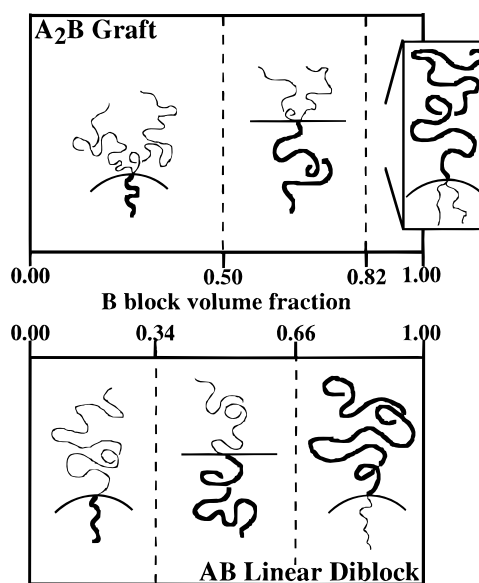 A2B Graft
0.00 0.50 0.82 1.00
B block volume fraction
0.00 0.34 0.66 1.00
AB Linear Diblock